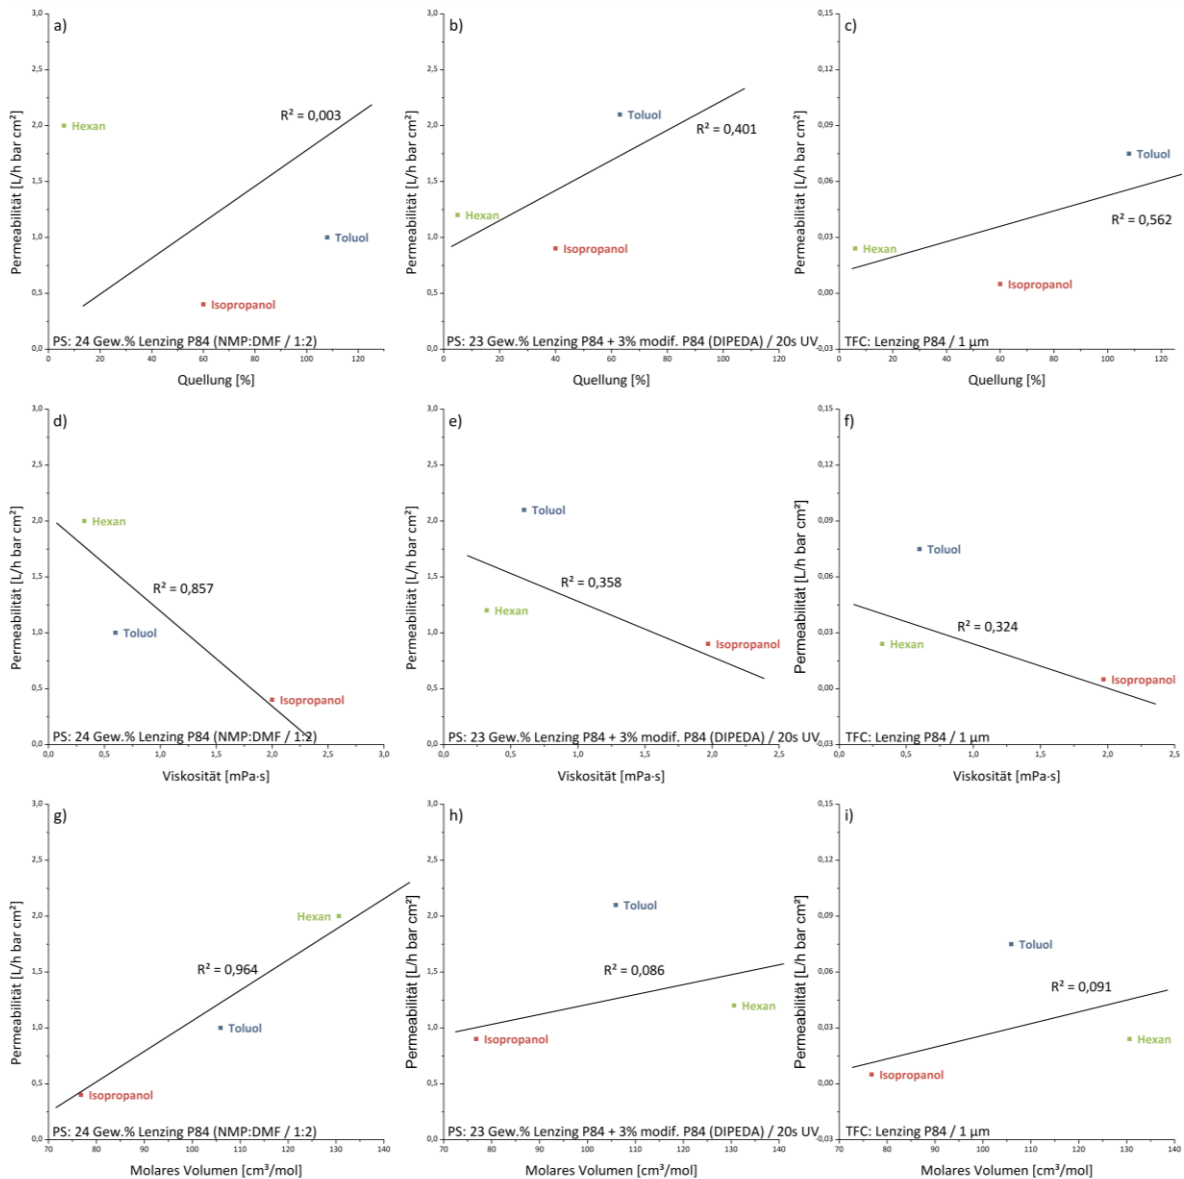 a)
3,0
2,5
2,0
1,5
1,0
0,5
0,0
Permeabilität [L/h bar cm²]
Hexan
R² = 0,003
Toluol
Isopropanol
PS: 24 Gew.% Lenzing P84 (NMP:DMF / 1:2)
0 20 40 60 80 100 120
Quellung [%]
b)
3,0
2,5
2,0
1,5
1,0
0,5
0,0
Permeabilität [L/h bar cm²]
Toluol
R² = 0,401
Hexan
Isopropanol
PS: 23 Gew.% Lenzing P84 + 3% modif. P84 (DIPEDA) / 20s UV
0 20 40 60 80 100 120
Quellung [%]
c)
0,15
0,12
0,09
0,06
0,03
0,00
-0,03
Permeabilität [L/h bar cm²]
Toluol
R² = 0,562
Hexan
Isopropanol
TFC: Lenzing P84 / 1 µm
0 20 40 60 80 100 120
Quellung [%]
d)
3,0
2,5
2,0
1,5
1,0
0,5
0,0
Permeabilität [L/h bar cm²]
Hexan
R² = 0,857
Toluol
Isopropanol
PS: 24 Gew.% Lenzing P84 (NMP:DMF / 1:2)
0,0 0,5 1,0 1,5 2,0 2,5 3,0
Viskosität [mPa·s]
e)
3,0
2,5
2,0
1,5
1,0
0,5
0,0
Permeabilität [L/h bar cm²]
Toluol
R² = 0,358
Hexan
Isopropanol
PS: 23 Gew.% Lenzing P84 + 3% modif. P84 (DIPEDA) / 20s UV
0,0 0,5 1,0 1,5 2,0 2,5
Viskosität [mPa·s]
f)
0,15
0,12
0,09
0,06
0,03
0,00
-0,03
Permeabilität [L/h bar cm²]
Toluol
R² = 0,324
Hexan
Isopropanol
TFC: Lenzing P84 / 1 µm
0,0 0,5 1,0 1,5 2,0 2,5
Viskosität [mPa·s]
g)
3,0
2,5
2,0
1,5
1,0
0,5
0,0
Permeabilität [L/h bar cm²]
Hexan
R² = 0,964
Toluol
Isopropanol
PS: 24 Gew.% Lenzing P84 (NMP:DMF / 1:2)
70 80 90 100 110 120 130 140
Molares Volumen [cm³/mol]
h)
3,0
2,5
2,0
1,5
1,0
0,5
0,0
Permeabilität [L/h bar cm²]
Toluol
R² = 0,086
Hexan
Isopropanol
PS: 23 Gew.% Lenzing P84 + 3% modif. P84 (DIPEDA) / 20s UV
70 80 90 100 110 120 130 140
Molares Volumen [cm³/mol]
i)
0,15
0,12
0,09
0,06
0,03
0,00
-0,03
Permeabilität [L/h bar cm²]
Toluol
R² = 0,091
Hexan
Isopropanol
TFC: Lenzing P84 / 1 µm
70 80 90 100 110 120 130 140
Molares Volumen [cm³/mol]